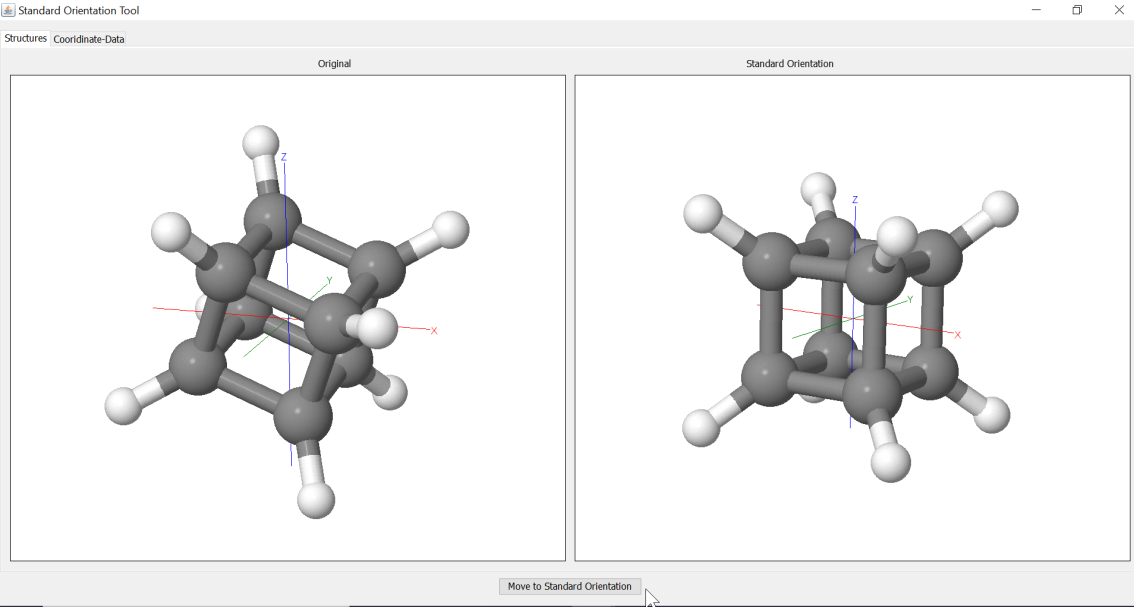 Standard Orientation Tool
Structures Cooridinate-Data
Original Standard Orientation
Z
Y
X
Z
Y
X
Move to Standard Orientation